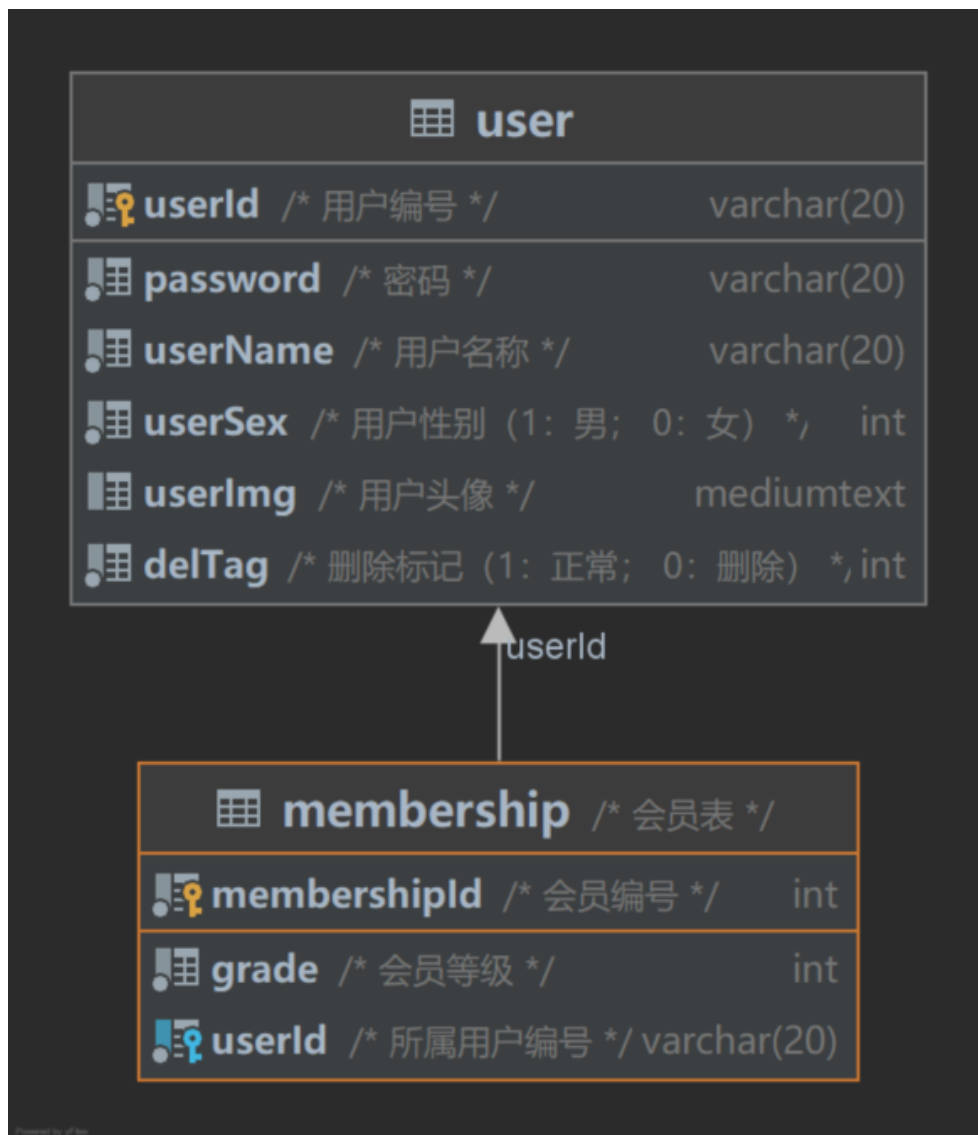 user
userId /* 用户编号 */ varchar(20)
password /* 密码 */ varchar(20)
userName /* 用户名称 */ varchar(20)
userSex /* 用户性别（1：男； 0：女） */ int
userImg /* 用户头像 */ mediumtext
delTag /* 删除标记（1：正常； 0：删除） */ int
userId
membership /* 会员表 */
membershipId /* 会员编号 */ int
grade /* 会员等级 */ int
userId /* 所属用户编号 */ varchar(20)
Powered by yFiles